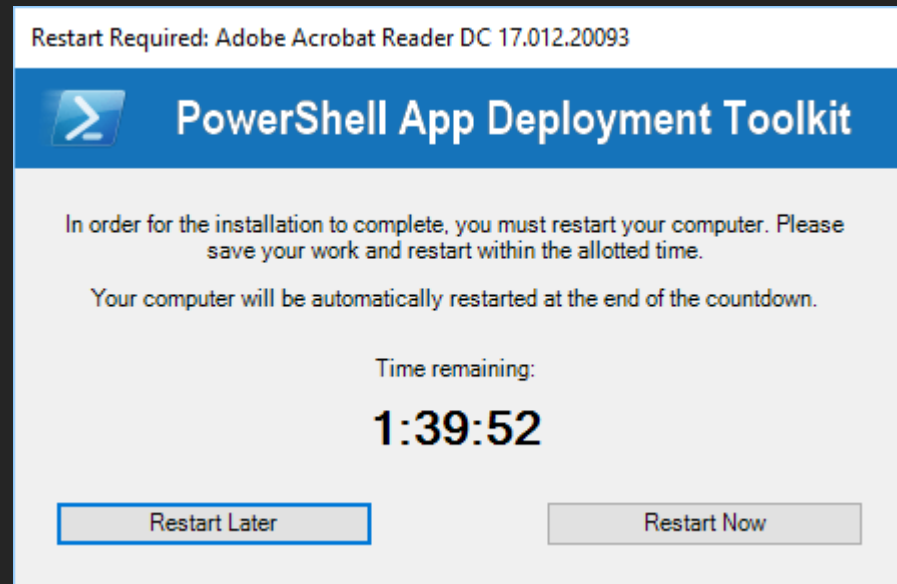 Restart Required: Adobe Acrobat Reader DC 17.012.20093
PowerShell App Deployment Toolkit
In order for the installation to complete, you must restart your computer. Please
save your work and restart within the allotted time.
Your computer will be automatically restarted at the end of the countdown.
Time remaining:
1:39:52
Restart Later
Restart Now